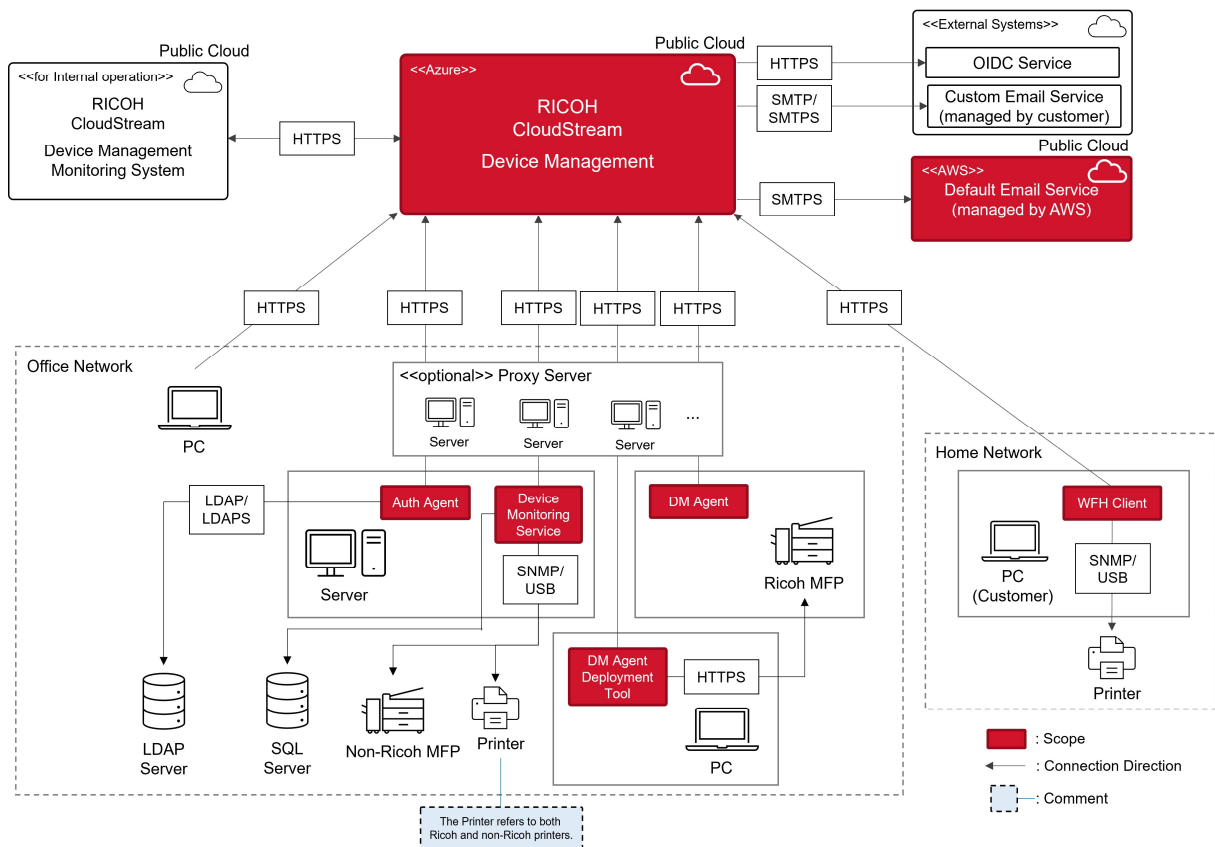 Public Cloud
<<for Internal operation>>
RICOH
CloudStream
Device Management
Monitoring System
HTTPS
Public Cloud
<<Azure>>
RICOH
CloudStream
Device Management
HTTPS
SMTP/
SMTPS
SMTPS
<<External Systems>>
OIDC Service
Custom Email Service
(managed by customer)
Public Cloud
<<AWS>>
Default Email Service
(managed by AWS)
HTTPS
HTTPS
HTTPS
HTTPS
HTTPS
HTTPS
Office Network
PC
<<optional>> Proxy Server
Server
Server
Server
...
LDAP/
LDAPS
Auth Agent
Device
Monitoring
Service
Server
SNMP/
USB
DM Agent
Ricoh MFP
DM Agent
Deployment
Tool
HTTPS
PC
LDAP
Server
SQL
Server
Non-Ricoh MFP
Printer
The Printer refers to both
Ricoh and non-Ricoh printers.
Home Network
WFH Client
PC
(Customer)
SNMP/
USB
Printer
: Scope
: Connection Direction
: Comment